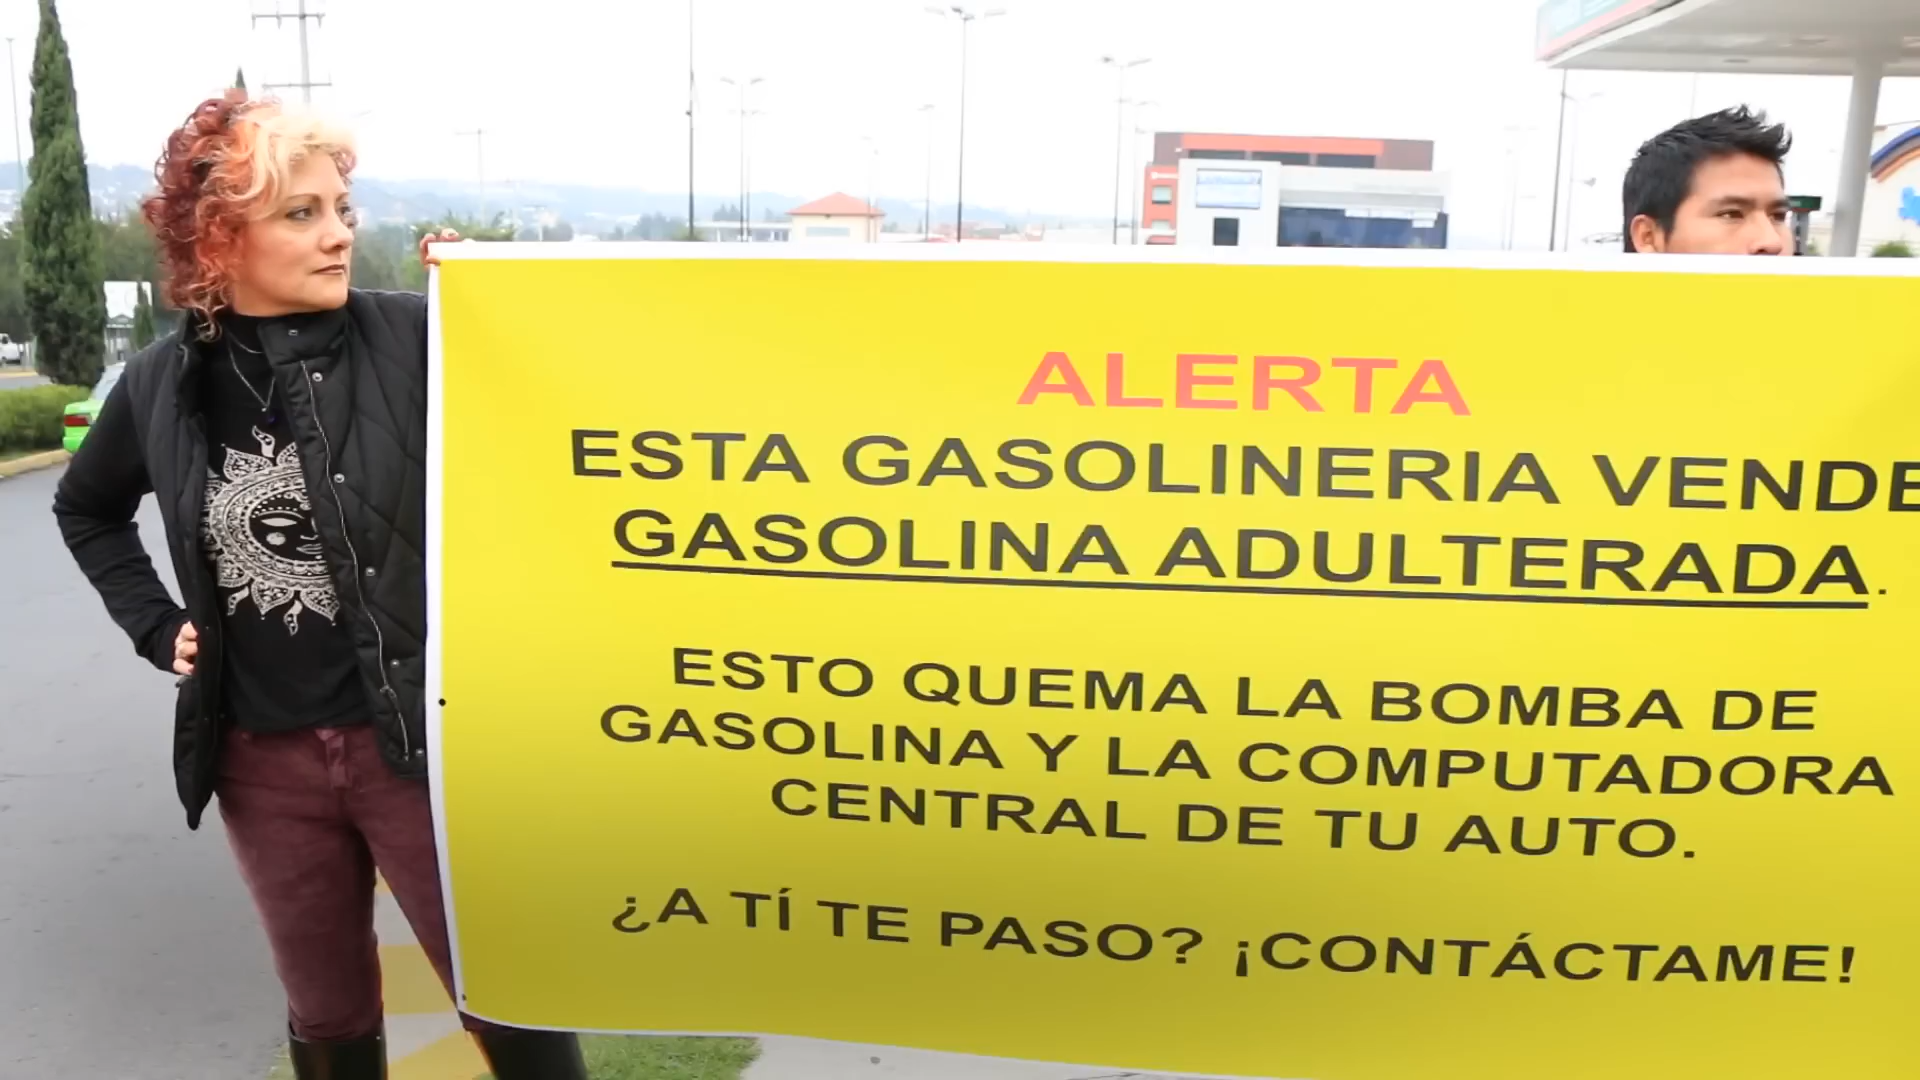 ALERTA
ESTA GASOLINERIA VENDE
GASOLINA ADULTERADA.
ESTO QUEMA LA BOMBA DE
GASOLINA Y LA COMPUTADORA
CENTRAL DE TU AUTO.
¿A TÍ TE PASO? ¡CONTÁCTAME!